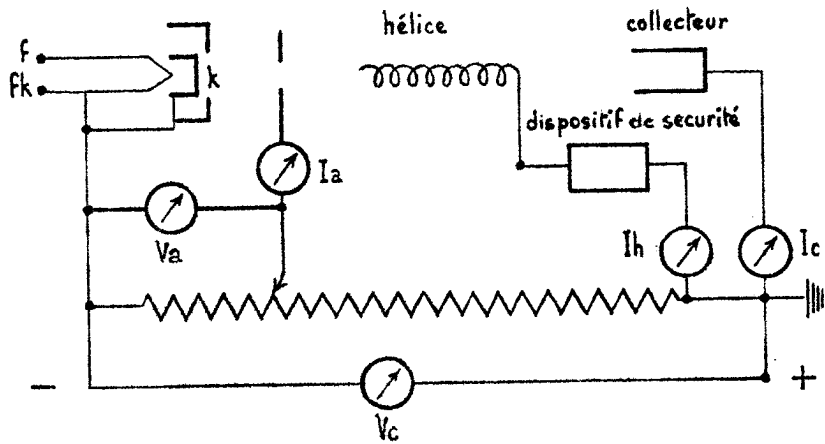 hélice
collecteur
f
fk
k
dispositif de securité
Ia
Va
Ih
Ic
−
+
Vc